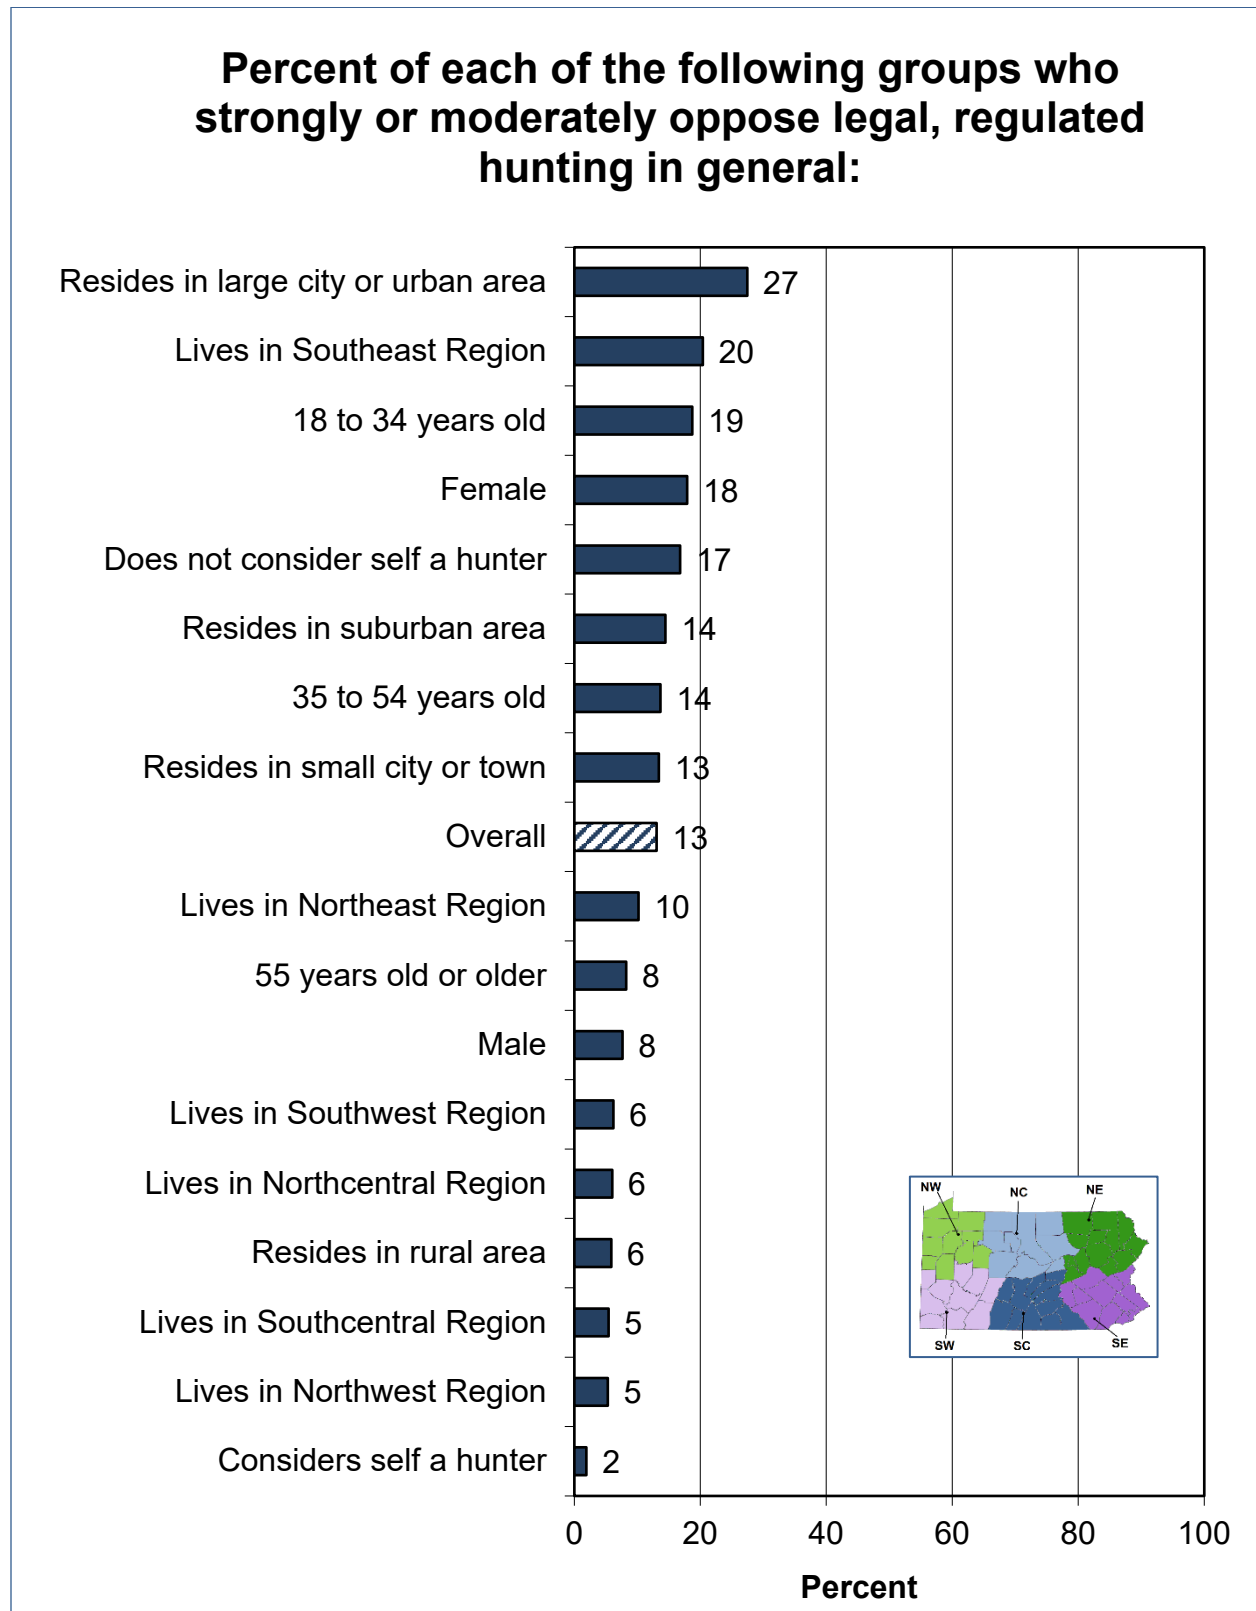 Percent of each of the following groups who
strongly or moderately oppose legal, regulated
hunting in general:
Resides in large city or urban area 27
Lives in Southeast Region 20
18 to 34 years old 19
Female 18
Does not consider self a hunter 17
Resides in suburban area 14
35 to 54 years old 14
Resides in small city or town 13
Overall 13
Lives in Northeast Region 10
55 years old or older 8
Male 8
Lives in Southwest Region 6
Lives in Northcentral Region 6
Resides in rural area 6
Lives in Southcentral Region 5
Lives in Northwest Region 5
Considers self a hunter 2
NW NC NE
SW SC SE
0 20 40 60 80 100
Percent